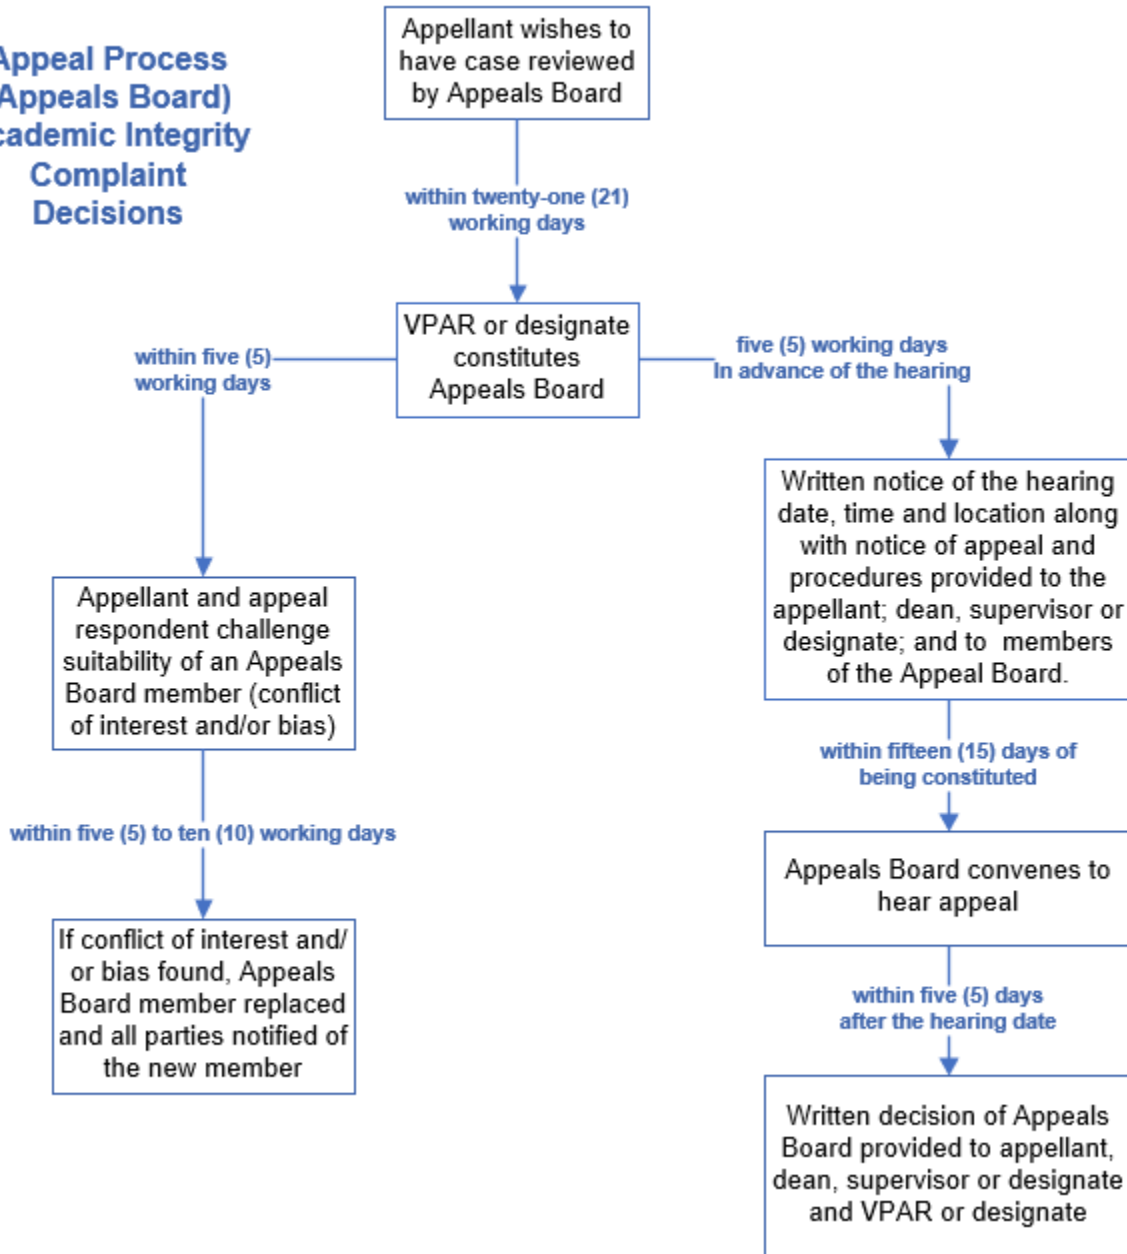 Appeal Process
Appeals Board)
cademic Integrity
Complaint
Decisions
Appellant wishes to
have case reviewed
by Appeals Board
within twenty-one (21)
working days
VPAR or designate
constitutes
Appeals Board
within five (5)
working days
five (5) working days
In advance of the hearing
Appellant and appeal
respondent challenge
suitability of an Appeals
Board member (conflict
of interest and/or bias)
within five (5) to ten (10) working days
If conflict of interest and/
or bias found, Appeals
Board member replaced
and all parties notified of
the new member
Written notice of the hearing
date, time and location along
with notice of appeal and
procedures provided to the
appellant; dean, supervisor or
designate; and to  members
of the Appeal Board.
within fifteen (15) days of
being constituted
Appeals Board convenes to
hear appeal
within five (5) days
after the hearing date
Written decision of Appeals
Board provided to appellant,
dean, supervisor or designate
and VPAR or designate